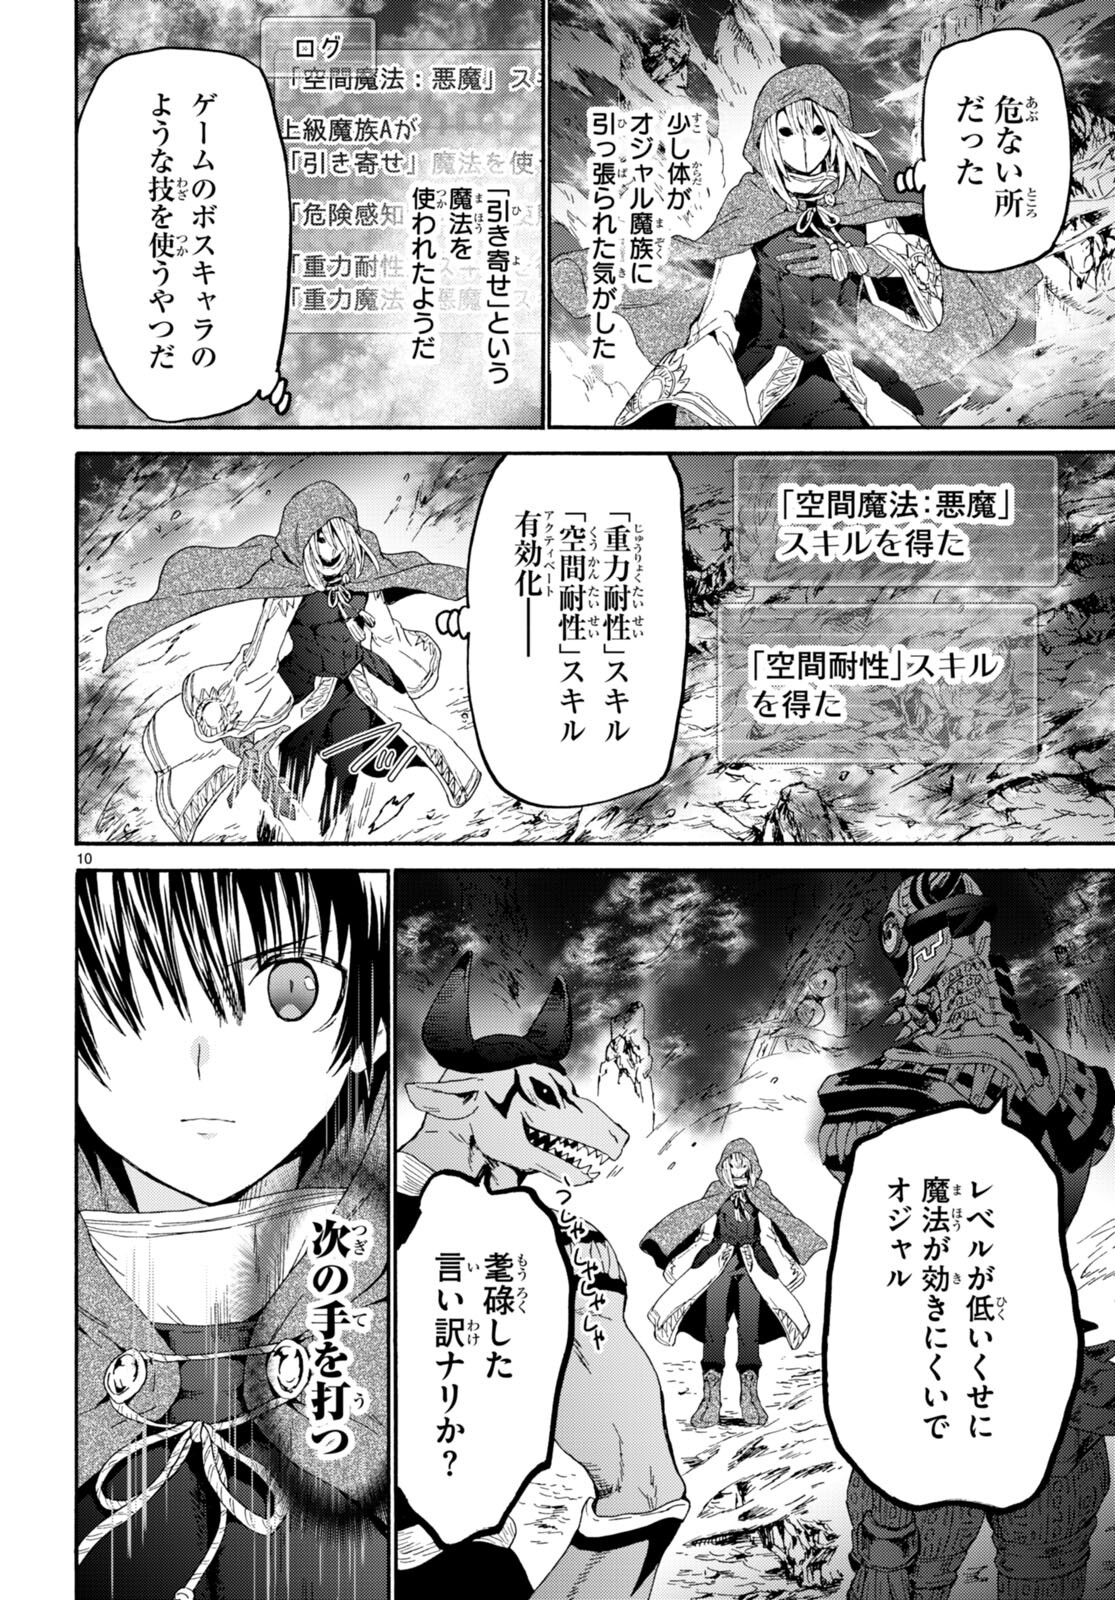 危ない所
だった
少し体が
オジャル魔族に
引っ張られた気がした
ログ
「空間魔法：悪魔」ス
上級魔族Aが
「引き寄せ」魔法を使
「危険感知
「重力耐性
「重力魔法
「引き寄せ」という
魔法を
使われたようだ
ゲームのボスキャラの
ような技を使うやつだ
「空間魔法：悪魔」
スキルを得た
「空間耐性」スキル
を得た
「重力耐性」スキル
「空間耐性」スキル
有効化――
10
レベルが低いくせに
魔法が効きにくいで
オジャル
うしゃしゃしゃしゃ
耄碌した
言い訳ナリか？
次の手を打つ